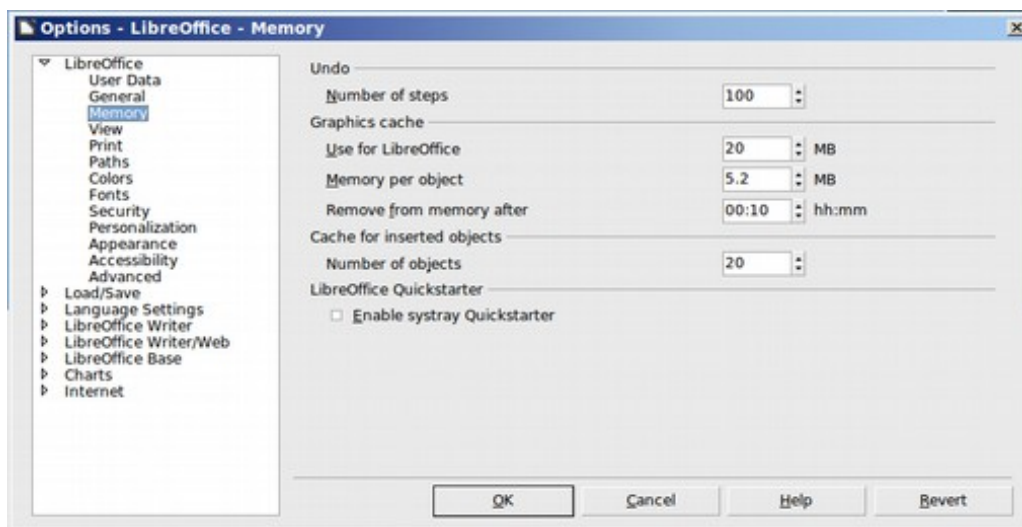 Options - LibreOffice - Memory
LibreOffice
User Data
General
Memory
View
Print
Paths
Colors
Fonts
Security
Personalization
Appearance
Accessibility
Advanced
Load/Save
Language Settings
LibreOffice Writer
LibreOffice Writer/Web
LibreOffice Base
Charts
Internet
Undo
Number of steps 100
Graphics cache
Use for LibreOffice 20 MB
Memory per object 5.2 MB
Remove from memory after 00:10 hh:mm
Cache for inserted objects
Number of objects 20
LibreOffice Quickstarter
Enable systray Quickstarter
OK Cancel Help Revert